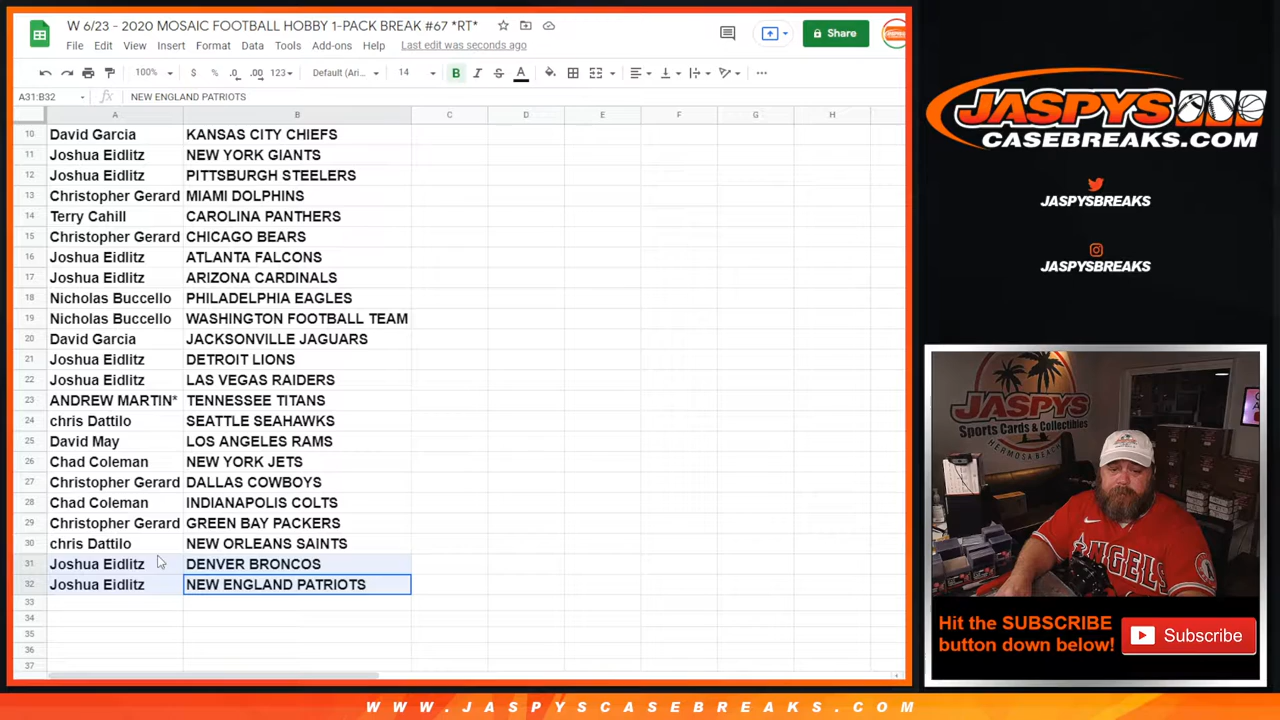 W 6/23 - 2020 MOSAIC FOOTBALL HOBBY 1-PACK BREAK #67 *RT*
File Edit View Insert Format Data Tools Add-ons Help Last edit was seconds ago
Share
100% $ % .0 .00 123 Default (Ari... 14 B I S A
A31:B32 fx NEW ENGLAND PATRIOTS
A B C D E F G H
10 David Garcia KANSAS CITY CHIEFS
11 Joshua Eidlitz NEW YORK GIANTS
12 Joshua Eidlitz PITTSBURGH STEELERS
13 Christopher Gerard MIAMI DOLPHINS
14 Terry Cahill CAROLINA PANTHERS
15 Christopher Gerard CHICAGO BEARS
16 Joshua Eidlitz ATLANTA FALCONS
17 Joshua Eidlitz ARIZONA CARDINALS
18 Nicholas Buccello PHILADELPHIA EAGLES
19 Nicholas Buccello WASHINGTON FOOTBALL TEAM
20 David Garcia JACKSONVILLE JAGUARS
21 Joshua Eidlitz DETROIT LIONS
22 Joshua Eidlitz LAS VEGAS RAIDERS
23 ANDREW MARTIN* TENNESSEE TITANS
24 chris Dattilo SEATTLE SEAHAWKS
25 David May LOS ANGELES RAMS
26 Chad Coleman NEW YORK JETS
27 Christopher Gerard DALLAS COWBOYS
28 Chad Coleman INDIANAPOLIS COLTS
29 Christopher Gerard GREEN BAY PACKERS
30 chris Dattilo NEW ORLEANS SAINTS
31 Joshua Eidlitz DENVER BRONCOS
32 Joshua Eidlitz NEW ENGLAND PATRIOTS
33
34
35
36
37
JASPYS
CASEBREAKS.COM
JASPYSBREAKS
JASPYSBREAKS
JASPYS
Sports Cards & Collectibles
HERMOSA BEACH
ANGELS
Hit the SUBSCRIBE
button down below!
Subscribe
WWW.JASPYSCASEBREAKS.COM